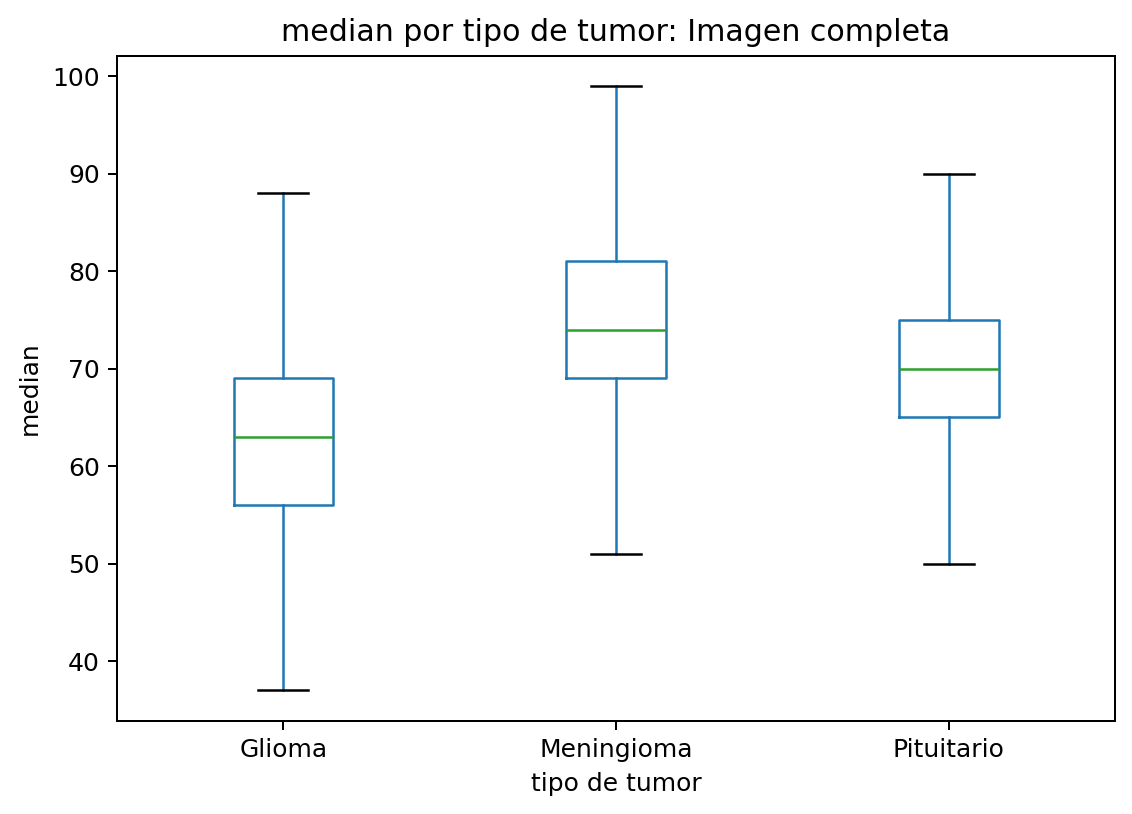 median por tipo de tumor: Imagen completa
100
90
80
70
60
50
40
median
Glioma
Meningioma
Pituitario
tipo de tumor